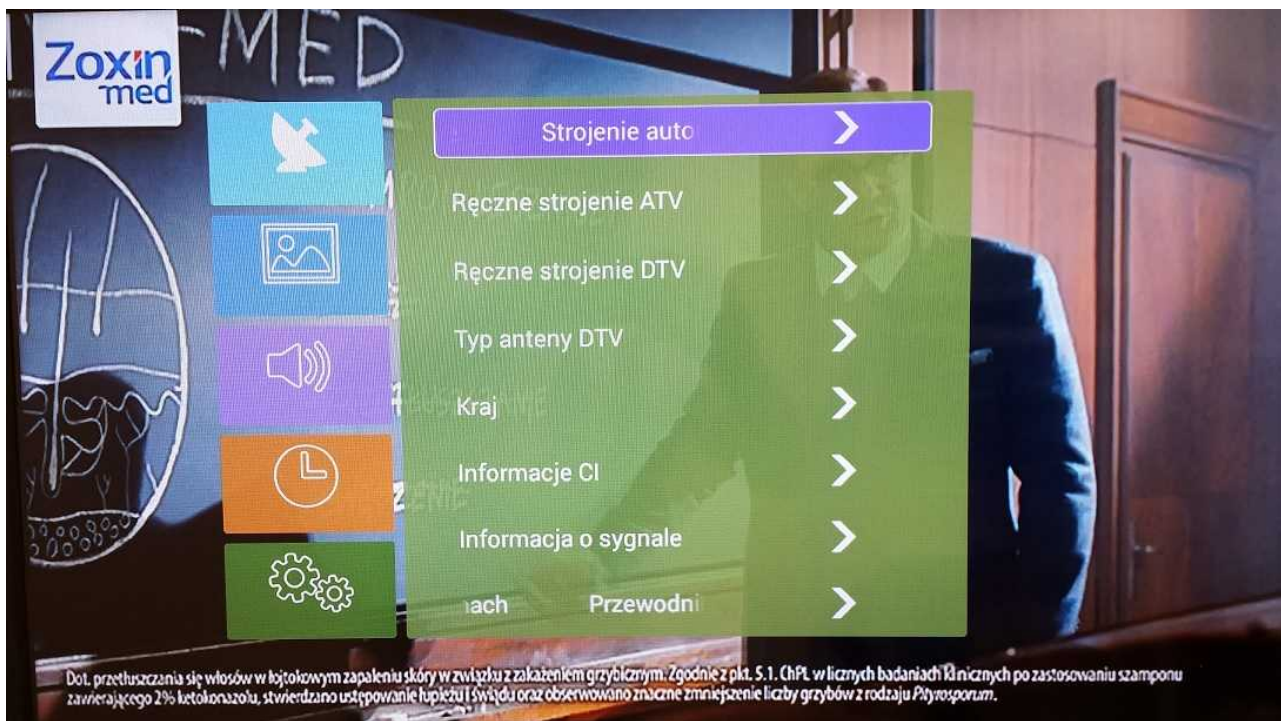 -MED
Zoxin
med
Strojenie auto
Ręczne strojenie ATV
Ręczne strojenie DTV
Typ anteny DTV
Kraj
Informacje CI
Informacja o sygnale
nach Przewodni
Dot. przetłuszczania się włosów w łojotokowym zapaleniu skóry w związku z zakażeniem grzybicznym. Zgodnie z pkt. 5.1. ChPL w licznych badaniach klinicznych po zastosowaniu szamponu
zawierającego 2% ketokonazolu, stwierdzano ustępowanie łupieżu i świądu oraz obserwowano znaczne zmniejszenie liczby grzybów z rodzaju Pityrosporum.